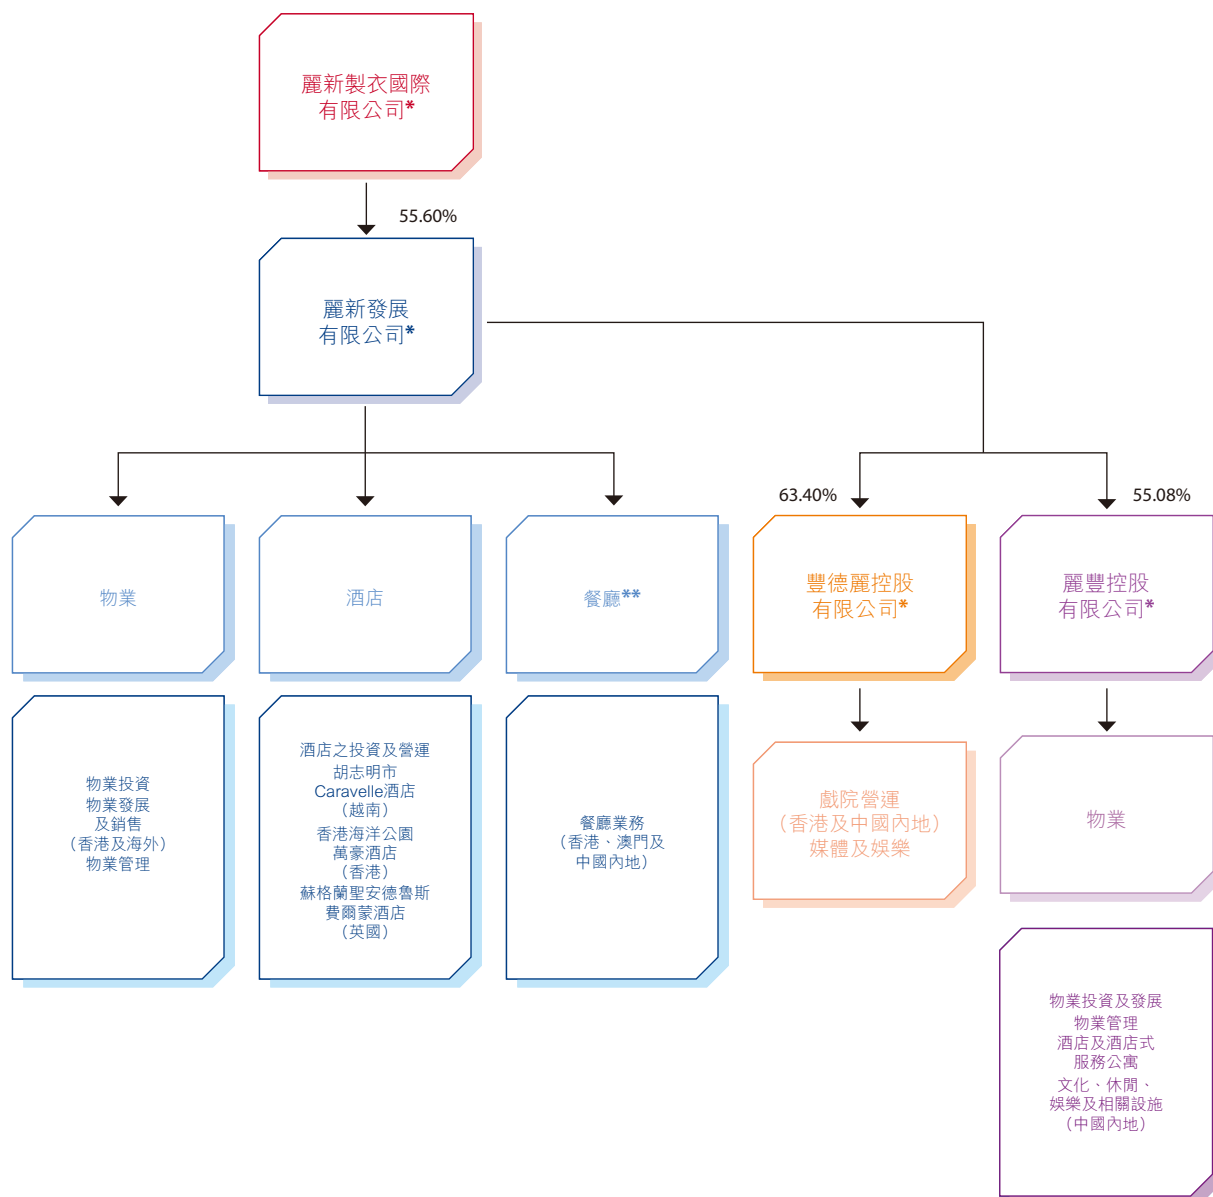 麗新製衣國際
有限公司*
55.60%
麗新發展
有限公司*
63.40%
55.08%
物業
酒店
餐廳**
豐德麗控股
有限公司*
麗豐控股
有限公司*
物業投資
物業發展
及銷售
（香港及海外）
物業管理
酒店之投資及營運
胡志明市
Caravelle酒店
（越南）
香港海洋公園
萬豪酒店
（香港）
蘇格蘭聖安德魯斯
費爾蒙酒店
（英國）
餐廳業務
（香港、澳門及
中國內地）
戲院營運
（香港及中國內地）
媒體及娛樂
物業
物業投資及發展
物業管理
酒店及酒店式
服務公寓
文化、休閒、
娛樂及相關設施
（中國內地）